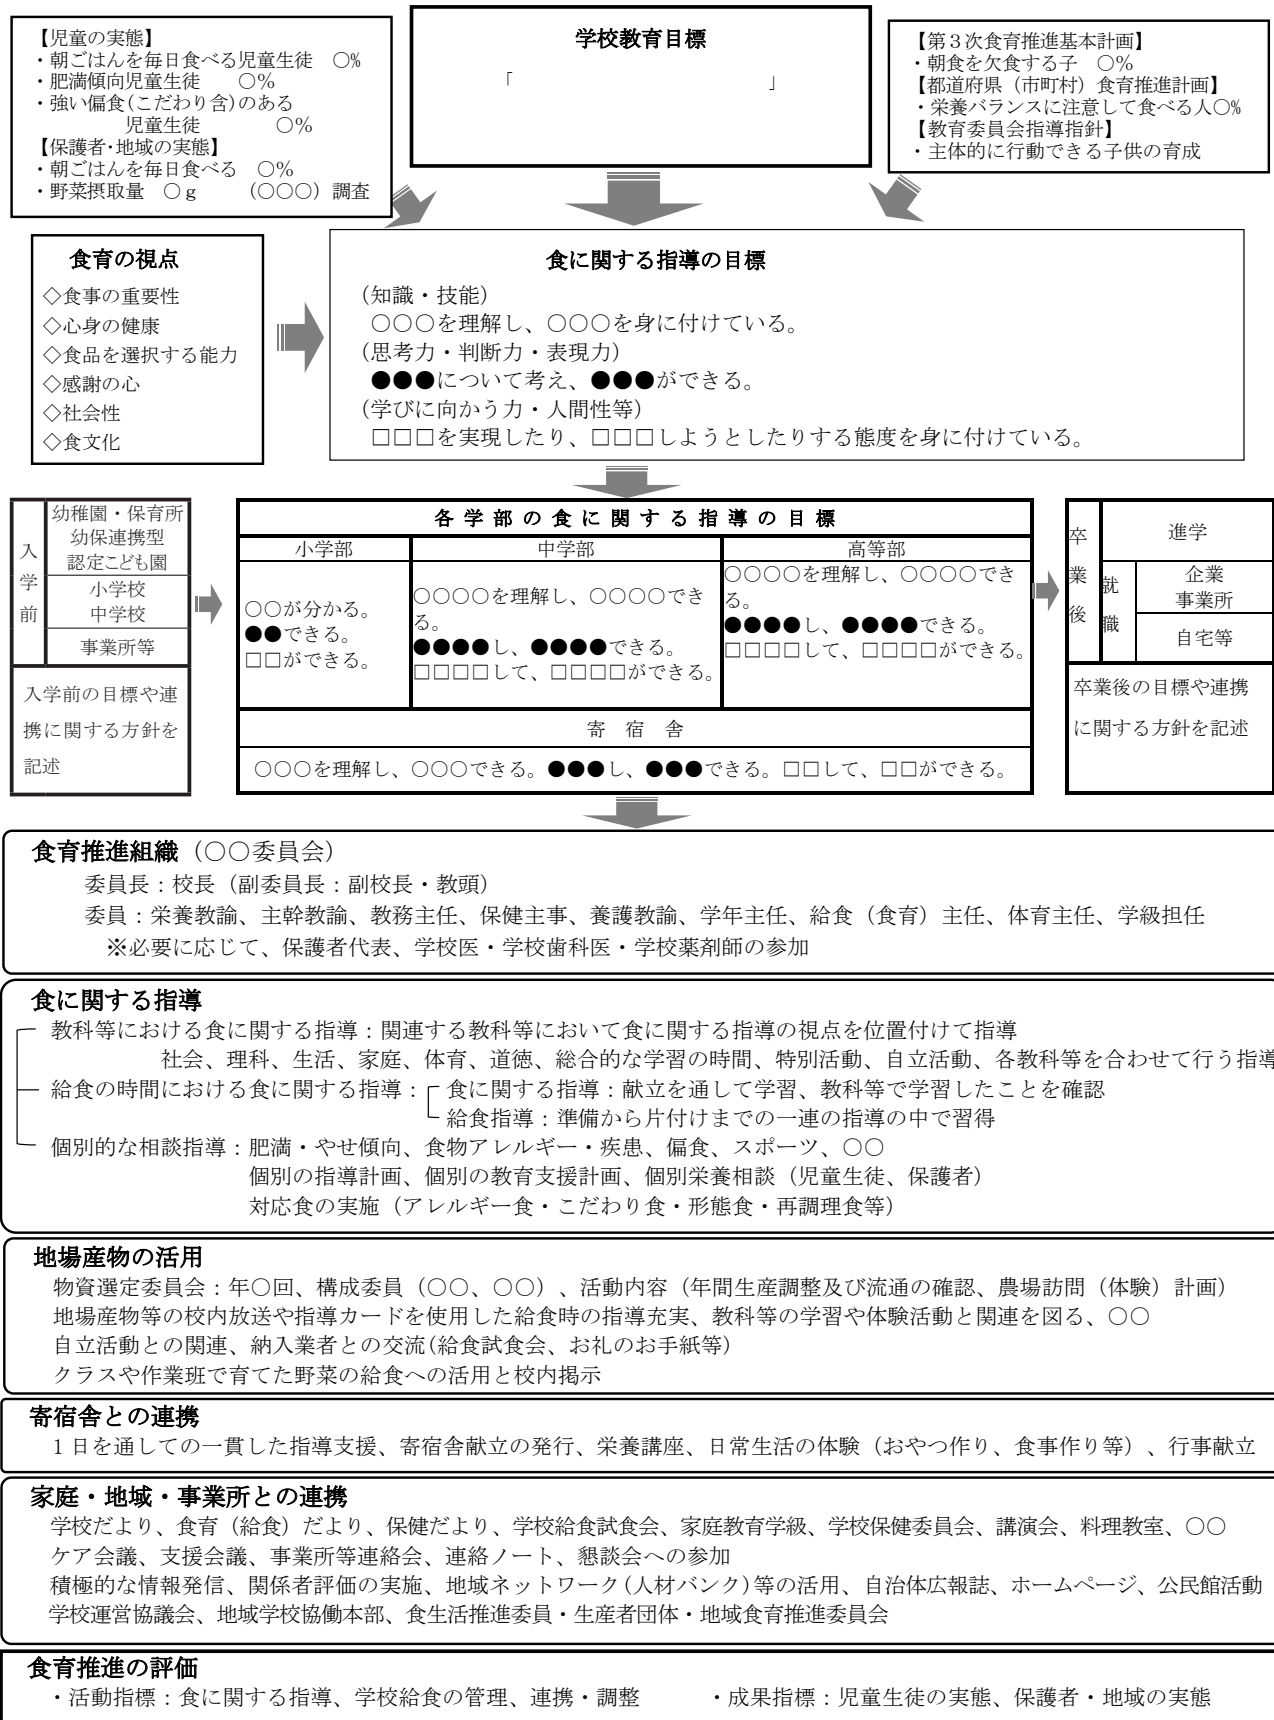 【児童の実態】
・朝ごはんを毎日食べる児童生徒　○%
・肥満傾向児童生徒　　○%
・強い偏食(こだわり含)のある
児童生徒　　　　○%
【保護者･地域の実態】
・朝ごはんを毎日食べる　○%
・野菜摂取量　○ｇ　　（○○○）調査
学校教育目標
「　　　　　　　　　　　　」
【第３次食育推進基本計画】
・朝食を欠食する子　○%
【都道府県（市町村）食育推進計画】
・栄養バランスに注意して食べる人○%
【教育委員会指導指針】
・主体的に行動できる子供の育成
食育の視点
◇食事の重要性
◇心身の健康
◇食品を選択する能力
◇感謝の心
◇社会性
◇食文化
食に関する指導の目標
（知識・技能）
○○○を理解し、○○○を身に付けている。
（思考力・判断力・表現力）
●●●について考え、●●●ができる。
（学びに向かう力・人間性等）
□□□を実現したり、□□□しようとしたりする態度を身に付けている。
入学前
幼稚園・保育所
幼保連携型
認定こども園
小学校
中学校
事業所等
入学前の目標や連
携に関する方針を
記述
各学部の食に関する指導の目標
小学部
中学部
高等部
○○が分かる。
●●できる。
□□ができる。
○○○○を理解し、○○○○でき
る。
●●●●し、●●●●できる。
□□□□して、□□□□ができる。
○○○○を理解し、○○○○でき
る。
●●●●し、●●●●できる。
□□□□して、□□□□ができる。
寄　宿　舎
○○○を理解し、○○○できる。●●●し、●●●できる。□□して、□□ができる。
卒業後
進学
就職
企業
事業所
自宅等
卒業後の目標や連携
に関する方針を記述
食育推進組織（○○委員会）
委員長：校長（副委員長：副校長・教頭）
委員：栄養教諭、主幹教諭、教務主任、保健主事、養護教諭、学年主任、給食（食育）主任、体育主任、学級担任
※必要に応じて、保護者代表、学校医・学校歯科医・学校薬剤師の参加
食に関する指導
教科等における食に関する指導：関連する教科等において食に関する指導の視点を位置付けて指導
社会、理科、生活、家庭、体育、道徳、総合的な学習の時間、特別活動、自立活動、各教科等を合わせて行う指導
給食の時間における食に関する指導：食に関する指導：献立を通して学習、教科等で学習したことを確認
給食指導：準備から片付けまでの一連の指導の中で習得
個別的な相談指導：肥満・やせ傾向、食物アレルギー・疾患、偏食、スポーツ、○○
個別の指導計画、個別の教育支援計画、個別栄養相談（児童生徒、保護者）
対応食の実施（アレルギー食・こだわり食・形態食・再調理食等）
地場産物の活用
物資選定委員会：年○回、構成委員（○○、○○）、活動内容（年間生産調整及び流通の確認、農場訪問（体験）計画）
地場産物等の校内放送や指導カードを使用した給食時の指導充実、教科等の学習や体験活動と関連を図る、○○
自立活動との関連、納入業者との交流(給食試食会、お礼のお手紙等)
クラスや作業班で育てた野菜の給食への活用と校内掲示
寄宿舎との連携
１日を通しての一貫した指導支援、寄宿舎献立の発行、栄養講座、日常生活の体験（おやつ作り、食事作り等）、行事献立
家庭・地域・事業所との連携
学校だより、食育（給食）だより、保健だより、学校給食試食会、家庭教育学級、学校保健委員会、講演会、料理教室、○○
ケア会議、支援会議、事業所等連絡会、連絡ノート、懇談会への参加
積極的な情報発信、関係者評価の実施、地域ネットワーク(人材バンク)等の活用、自治体広報誌、ホームページ、公民館活動
学校運営協議会、地域学校協働本部、食生活推進委員・生産者団体・地域食育推進委員会
食育推進の評価
・活動指標：食に関する指導、学校給食の管理、連携・調整　　　・成果指標：児童生徒の実態、保護者・地域の実態